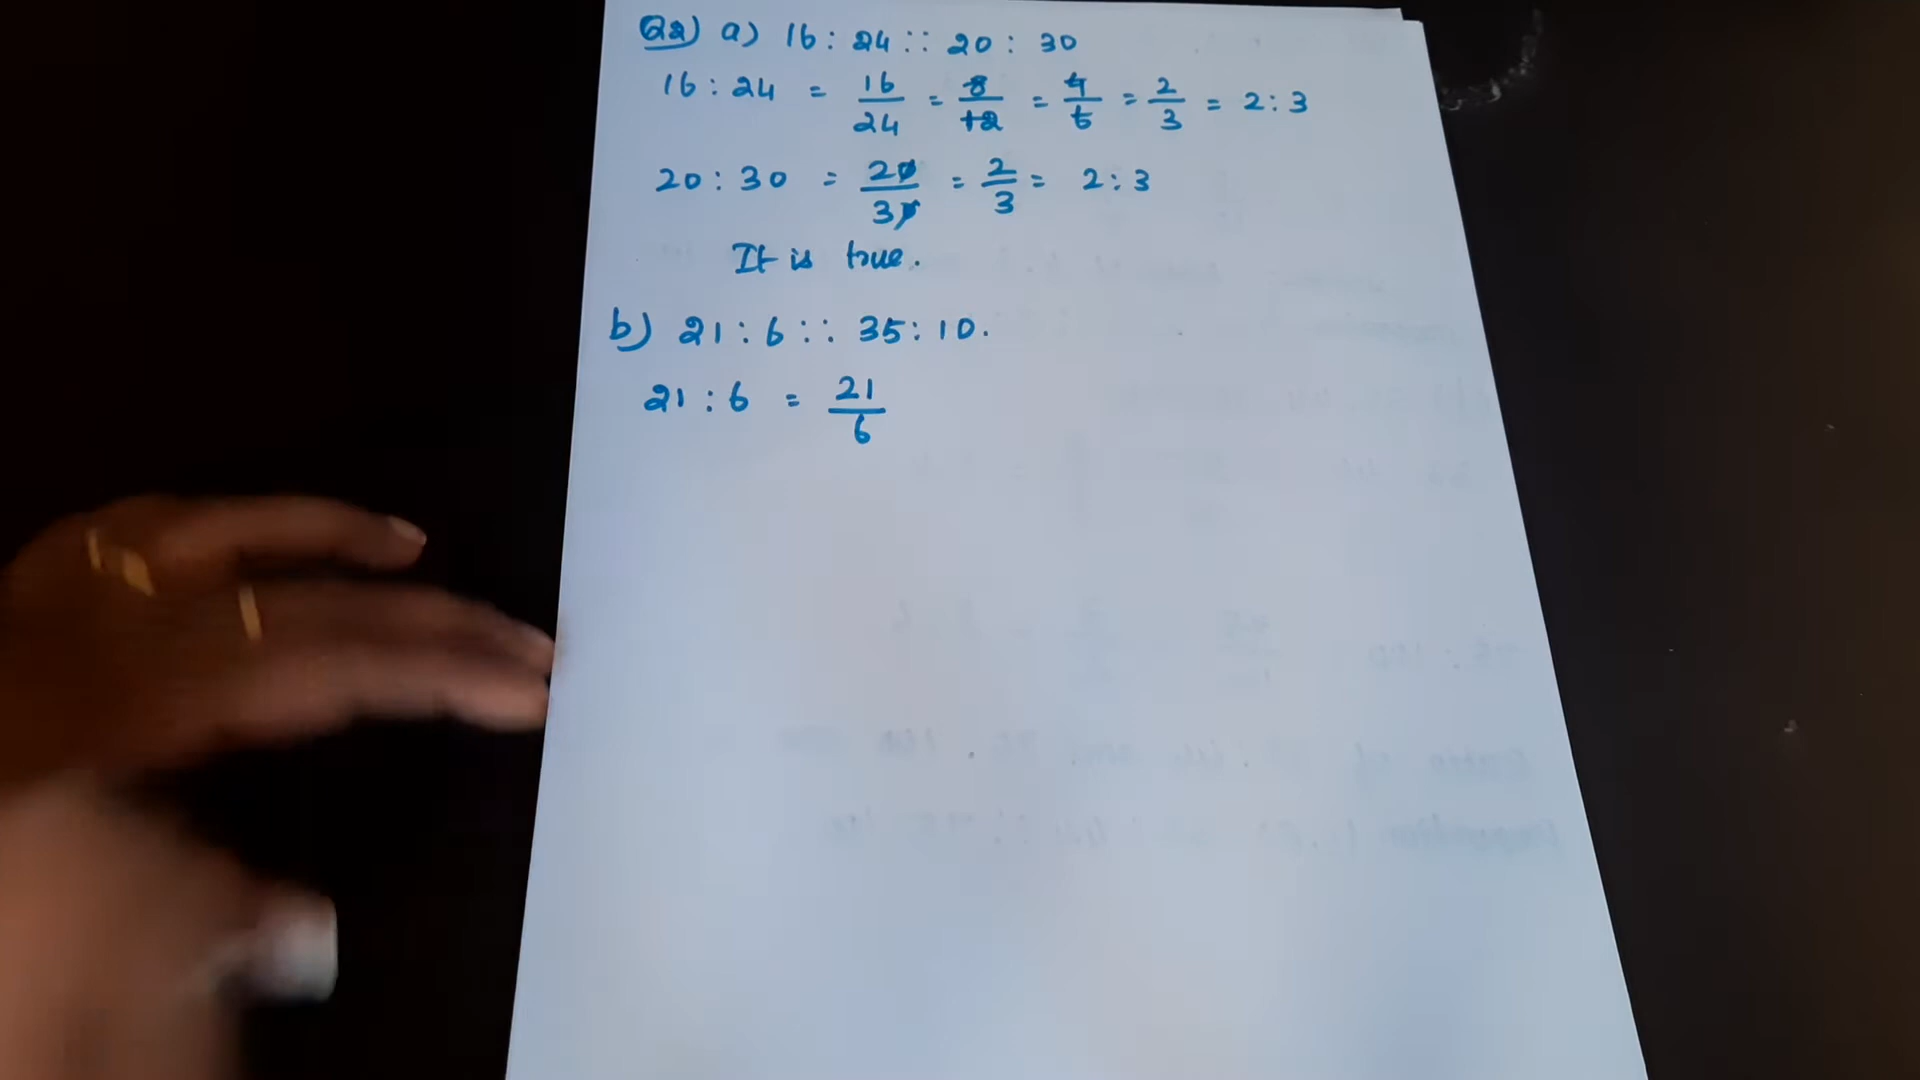 Q2) a) 16 : 24 :: 20 : 30
16 : 24 = 16/24 = 8/12 = 4/6 = 2/3 = 2 : 3
20 : 30 = 20/30 = 2/3 = 2 : 3
It is true.
b) 21 : 6 :: 35 : 10.
21 : 6 = 21/6